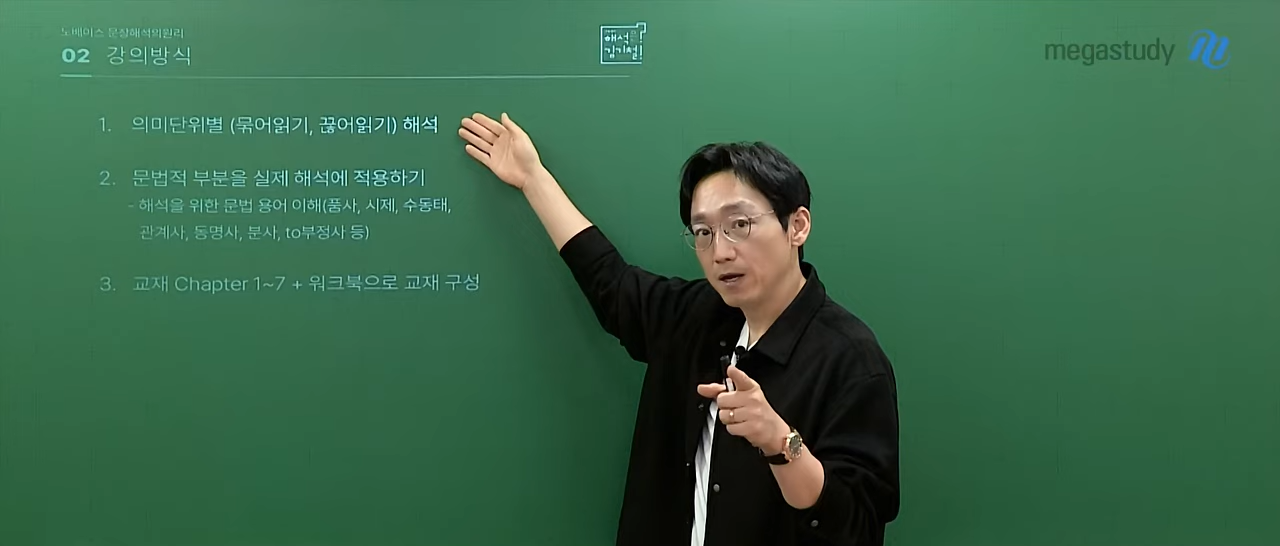 노베이스 문장해석의원리
02 강의방식
해석은!
김기철!
megastudy
1. 의미단위별 (묶어읽기, 끊어읽기) 해석
2. 문법적 부분을 실제 해석에 적용하기
- 해석을 위한 문법 용어 이해(품사, 시제, 수동태,
관계사, 동명사, 분사, to부정사 등)
3. 교재 Chapter 1~7 + 워크북으로 교재 구성